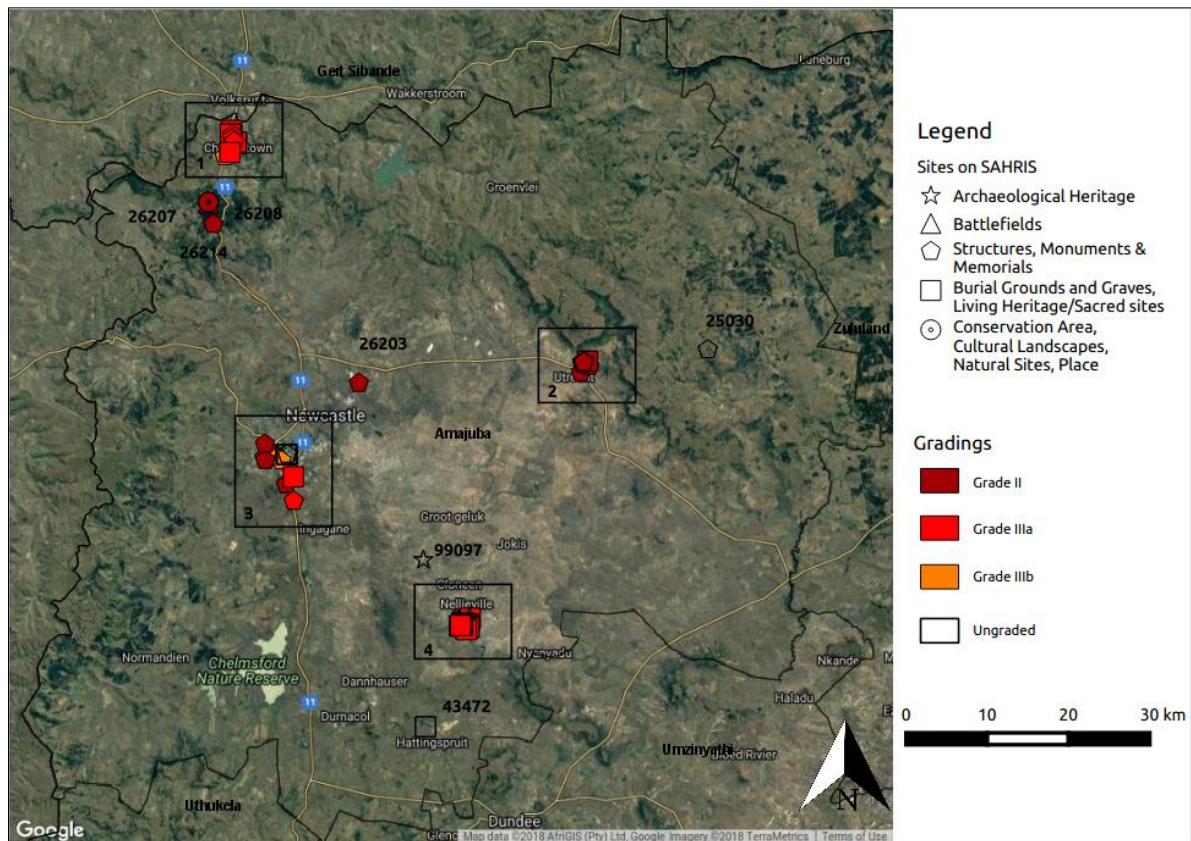 11
Gert Sibande
Luneburg
Volksrust
Wakkerstroom
1
11
Groenvlei
26207
26208
26214
25030
Zululand
26203
Utrecht
2
11
Newcastle
11
Amajuba
3
Ingagane
Groot geluk
99097
Jokis
Cloneen
Nellieville
4
Normandien
Chelmsford
Nature Reserve
Nyanyadu
Nkande
Dannhauser
11
43472
Haladu
Durnacol
Hattingspruit
Umzinyathi
Bloed Rivier
Uthukela
Dundee
N
Google
Map data ©2018 AfriGIS (Pty) Ltd, Google Imagery ©2018 TerraMetrics
Terms of Use
Legend
Sites on SAHRIS
Archaeological Heritage
Battlefields
Structures, Monuments &
Memorials
Burial Grounds and Graves,
Living Heritage/Sacred sites
Conservation Area,
Cultural Landscapes,
Natural Sites, Place
Gradings
Grade II
Grade IIIa
Grade IIIb
Ungraded
0 10 20 30 km